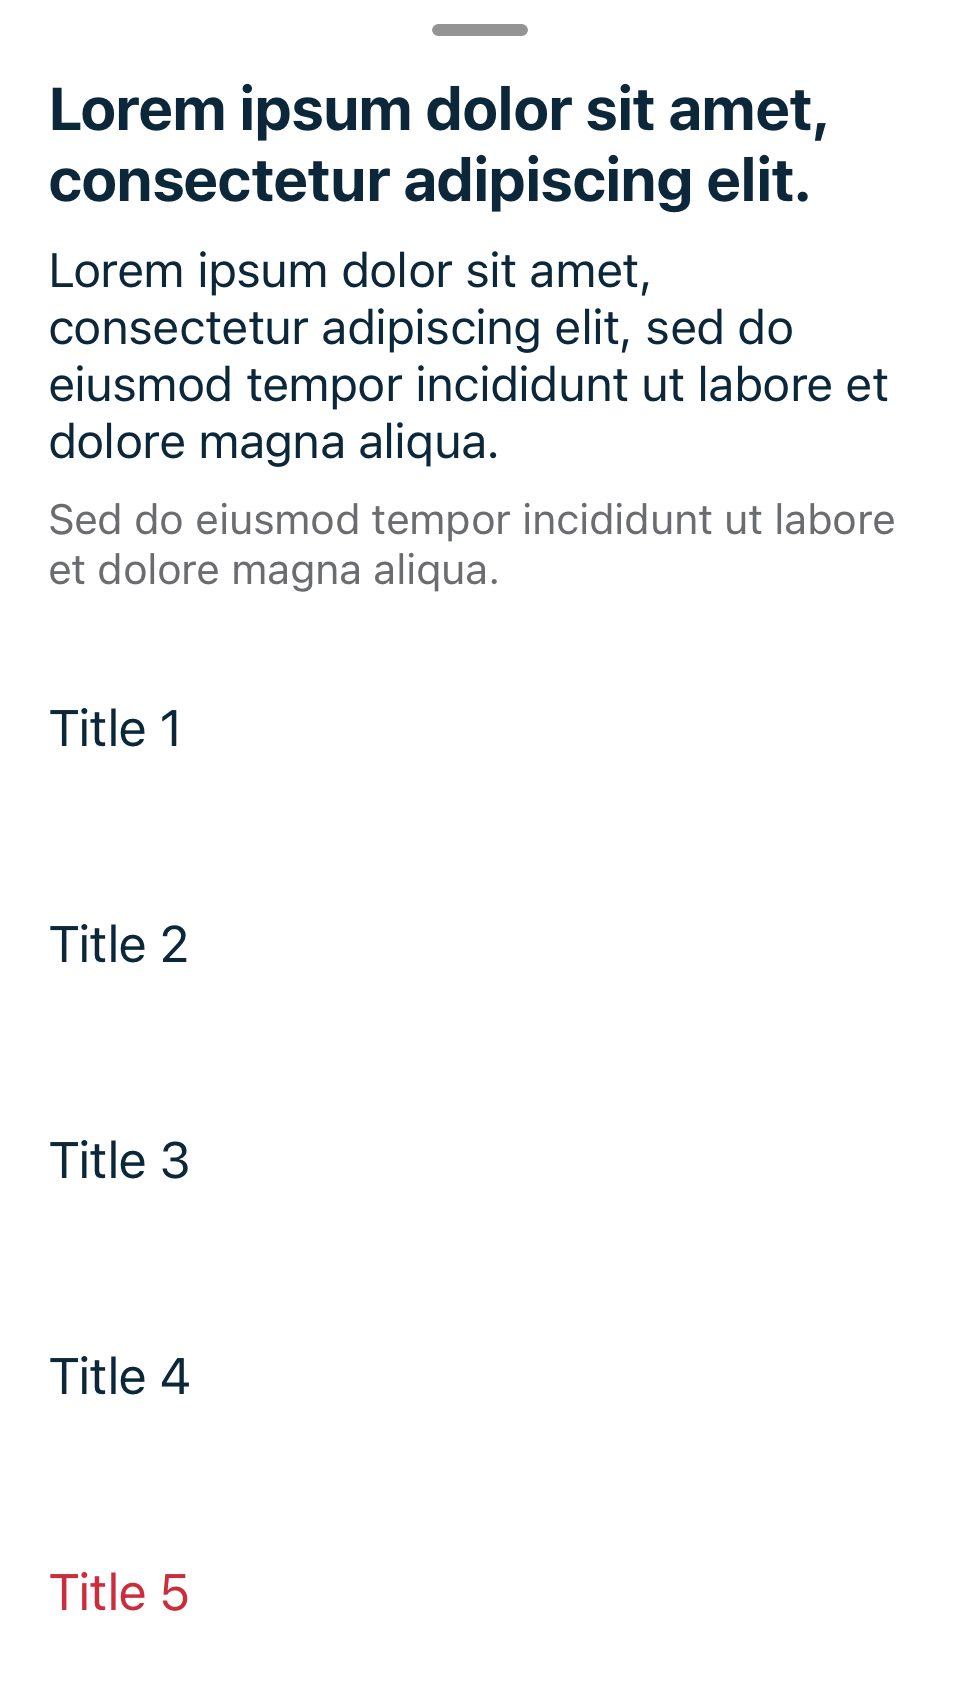 Lorem ipsum dolor sit amet,
consectetur adipiscing elit.
Lorem ipsum dolor sit amet,
consectetur adipiscing elit, sed do
eiusmod tempor incididunt ut labore et
dolore magna aliqua.
Sed do eiusmod tempor incididunt ut labore
et dolore magna aliqua.
Title 1
Title 2
Title 3
Title 4
Title 5